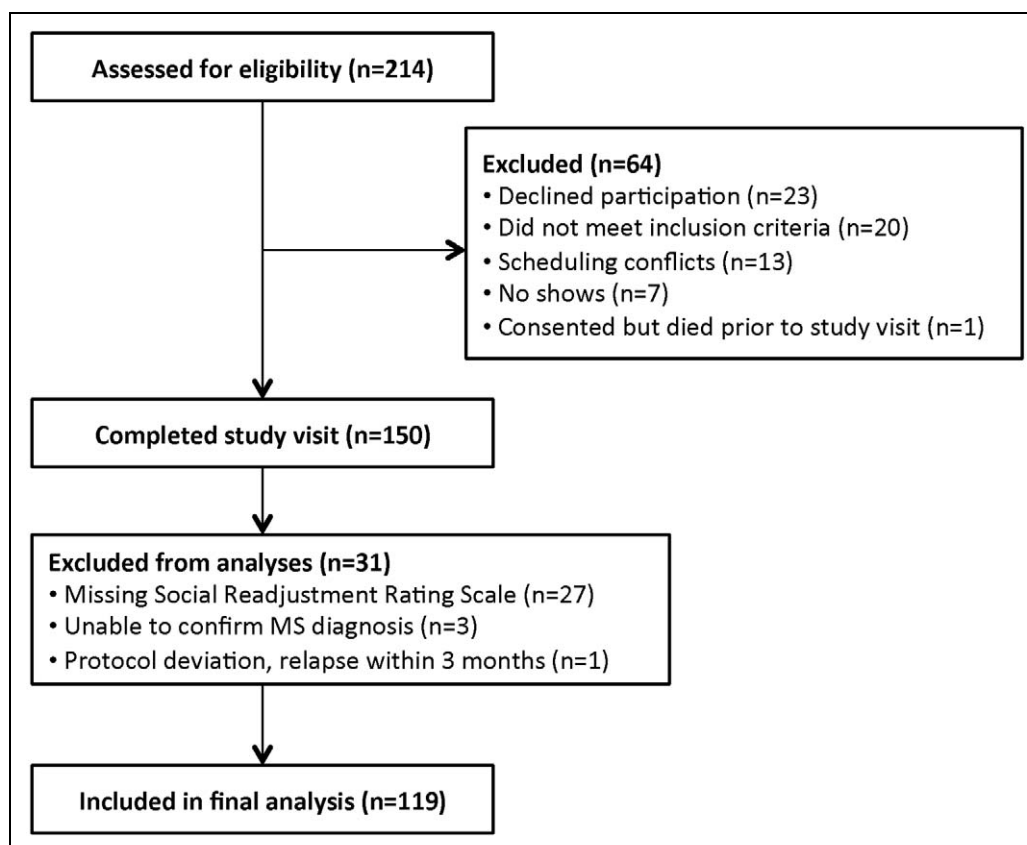 Assessed for eligibility (n=214)
Excluded (n=64)
• Declined participation (n=23)
• Did not meet inclusion criteria (n=20)
• Scheduling conflicts (n=13)
• No shows (n=7)
• Consented but died prior to study visit (n=1)
Completed study visit (n=150)
Excluded from analyses (n=31)
• Missing Social Readjustment Rating Scale (n=27)
• Unable to confirm MS diagnosis (n=3)
• Protocol deviation, relapse within 3 months (n=1)
Included in final analysis (n=119)